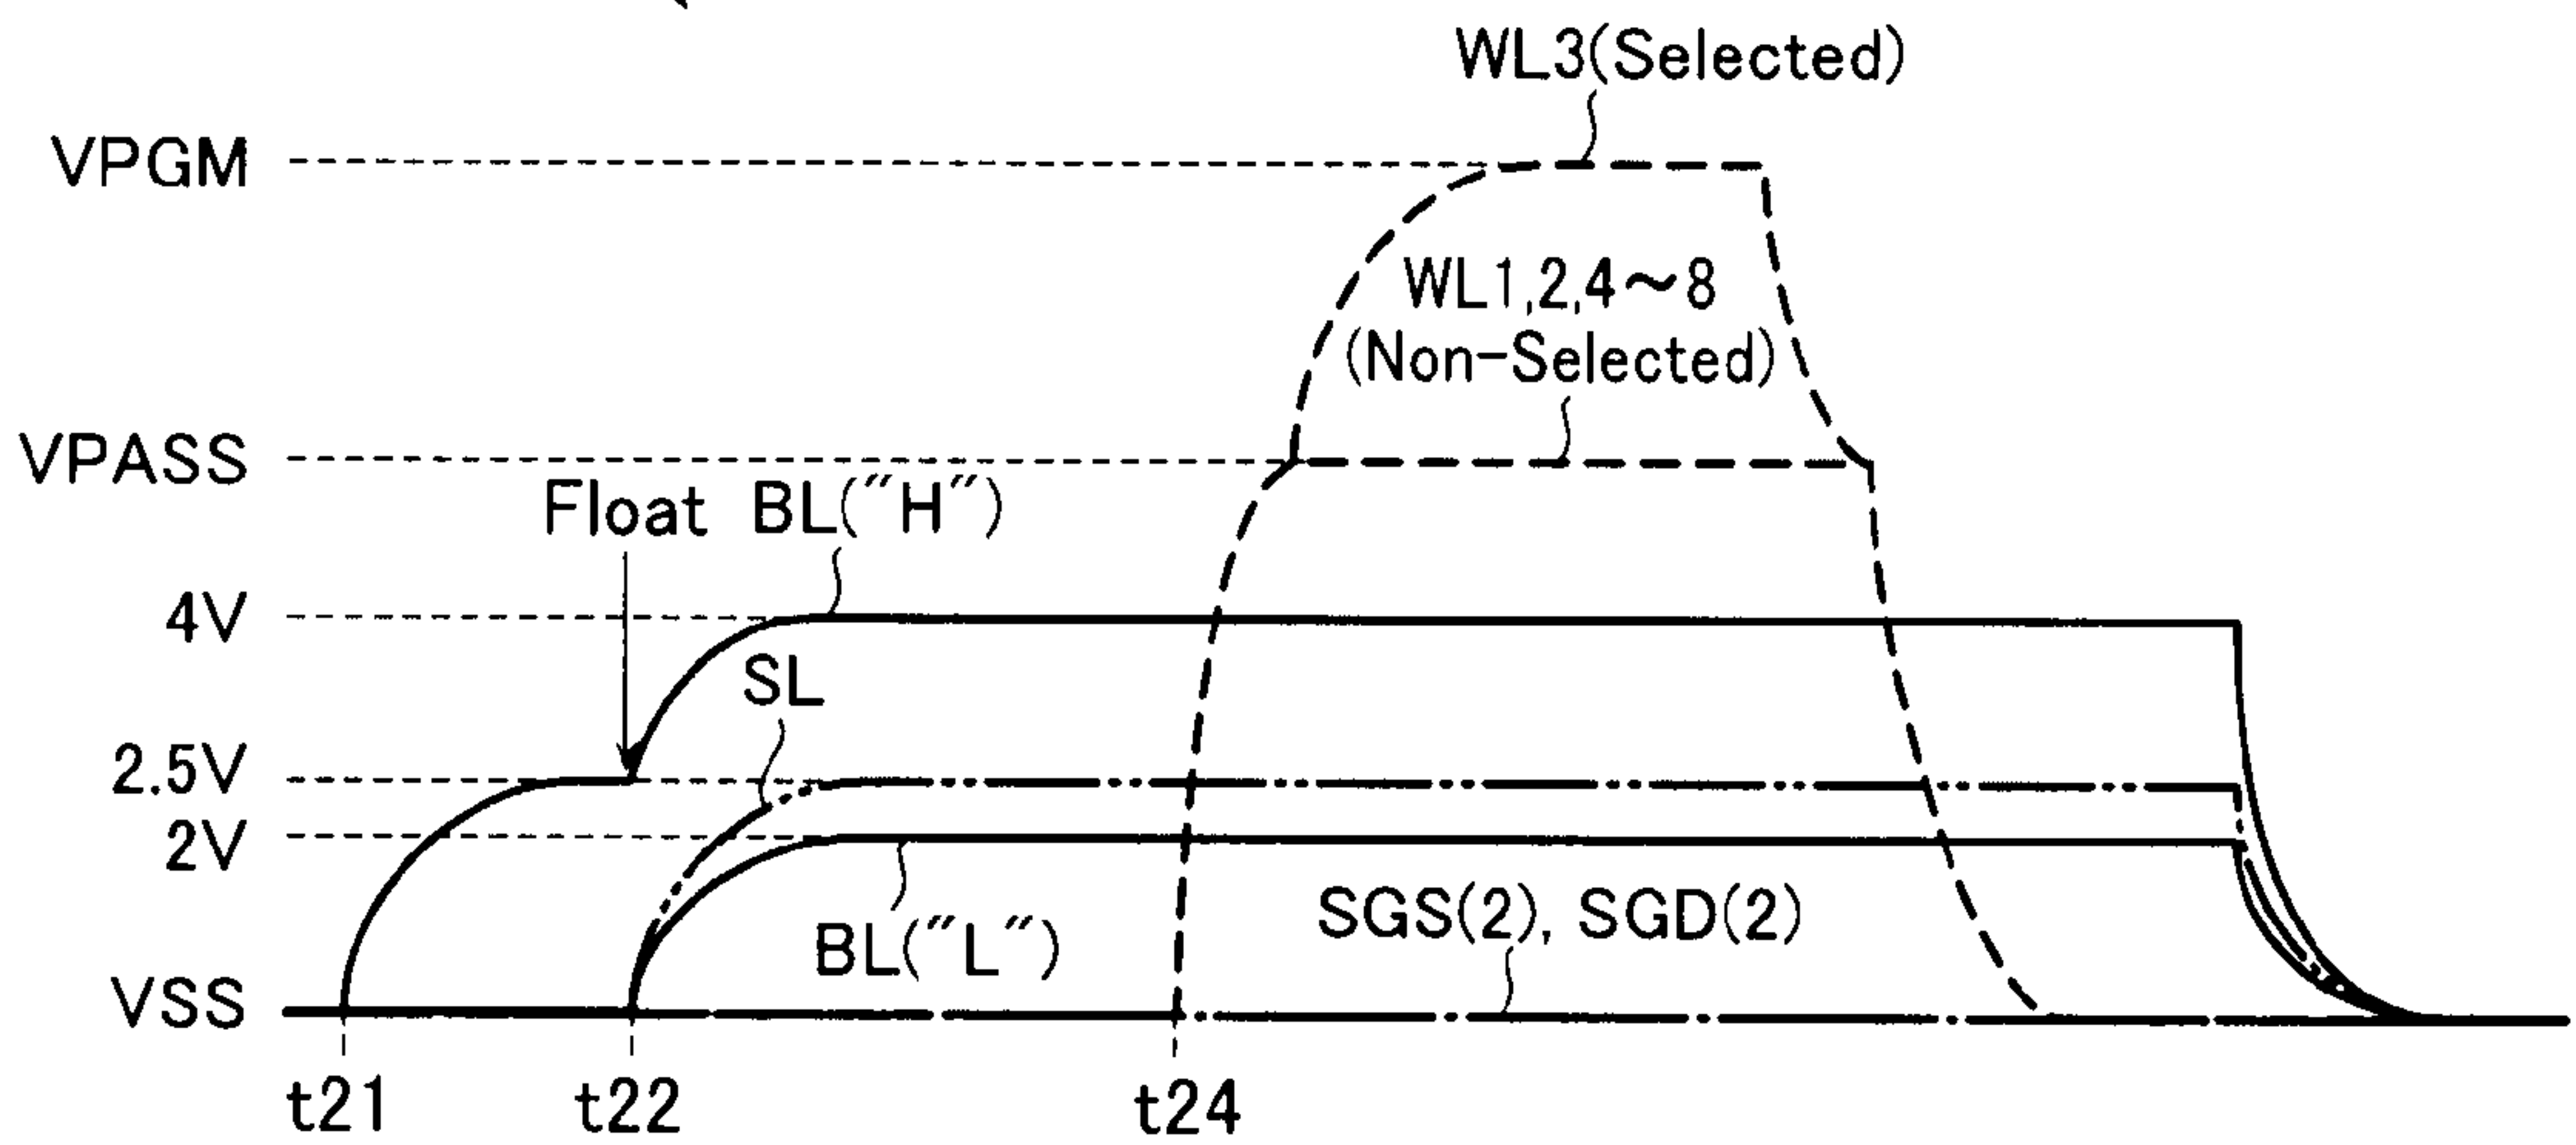 WL3(Selected)
VPGM
WL1,2,4～8
(Non-Selected)
VPASS
Float BL("H")
4V
SL
2.5V
2V
SGS(2), SGD(2)
BL("L")
VSS
t21 t22 t24